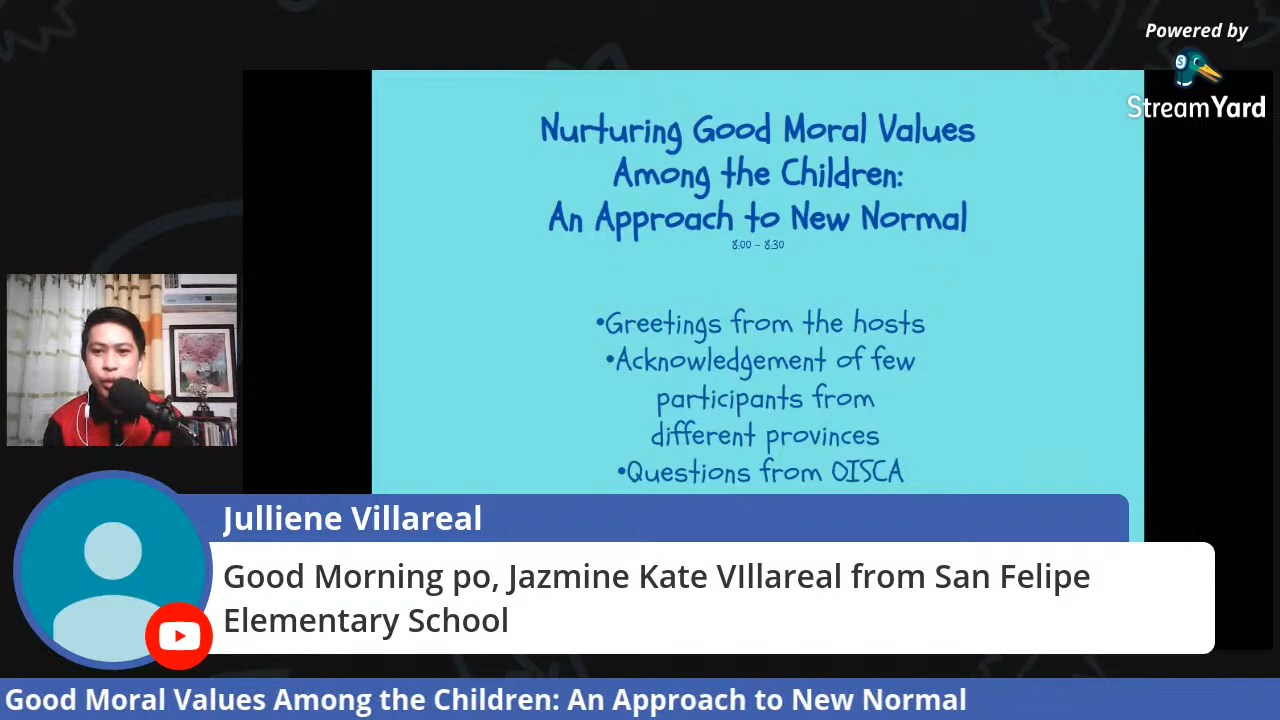 Powered by
StreamYard
Nurturing Good Moral Values
Among the Children:
An Approach to New Normal
8:00 - 8:30
•Greetings from the hosts
•Acknowledgement of few
participants from
different provinces
•Questions from OISCA
Julliene Villareal
Good Morning po, Jazmine Kate VIllareal from San Felipe
Elementary School
Good Moral Values Among the Children: An Approach to New Normal